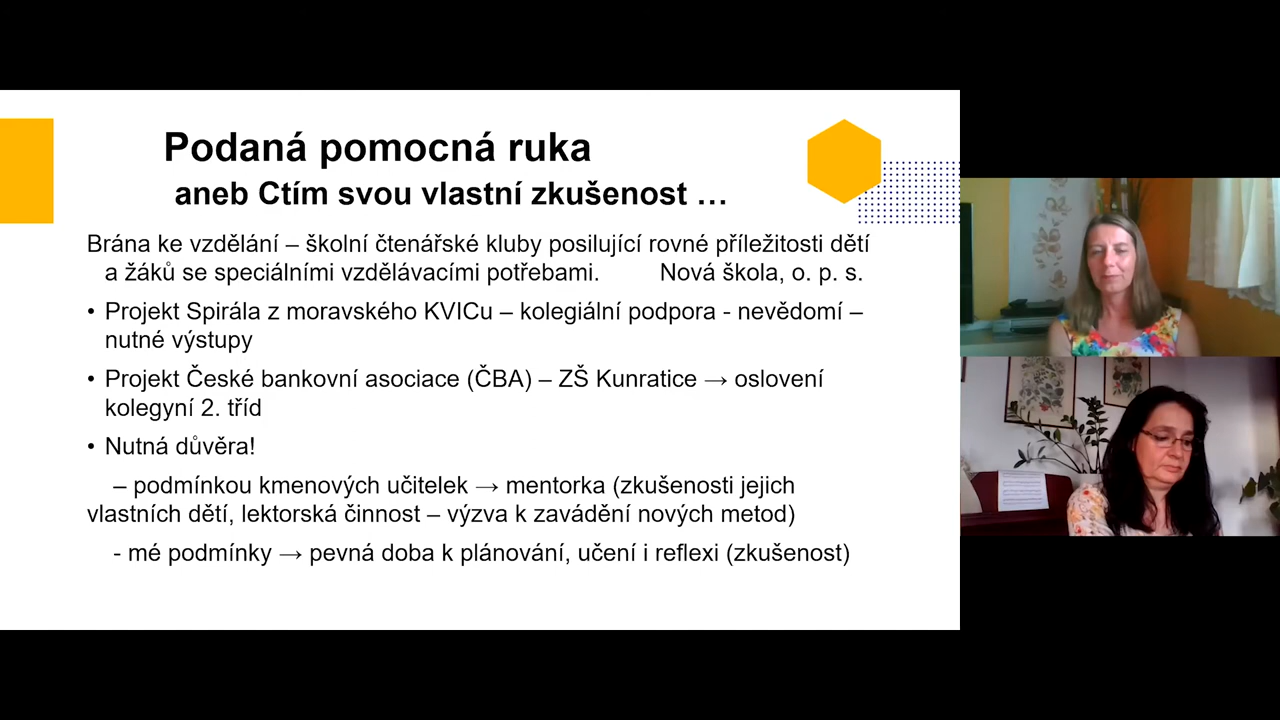 Podaná pomocná ruka
aneb Ctím svou vlastní zkušenost …
Brána ke vzdělání – školní čtenářské kluby posilující rovné příležitosti dětí
a žáků se speciálními vzdělávacími potřebami. Nová škola, o. p. s.
• Projekt Spirála z moravského KVICu – kolegiální podpora - nevědomí –
nutné výstupy
• Projekt České bankovní asociace (ČBA) – ZŠ Kunratice → oslovení
kolegyní 2. tříd
• Nutná důvěra!
– podmínkou kmenových učitelek → mentorka (zkušenosti jejich
vlastních dětí, lektorská činnost – výzva k zavádění nových metod)
- mé podmínky → pevná doba k plánování, učení i reflexi (zkušenost)